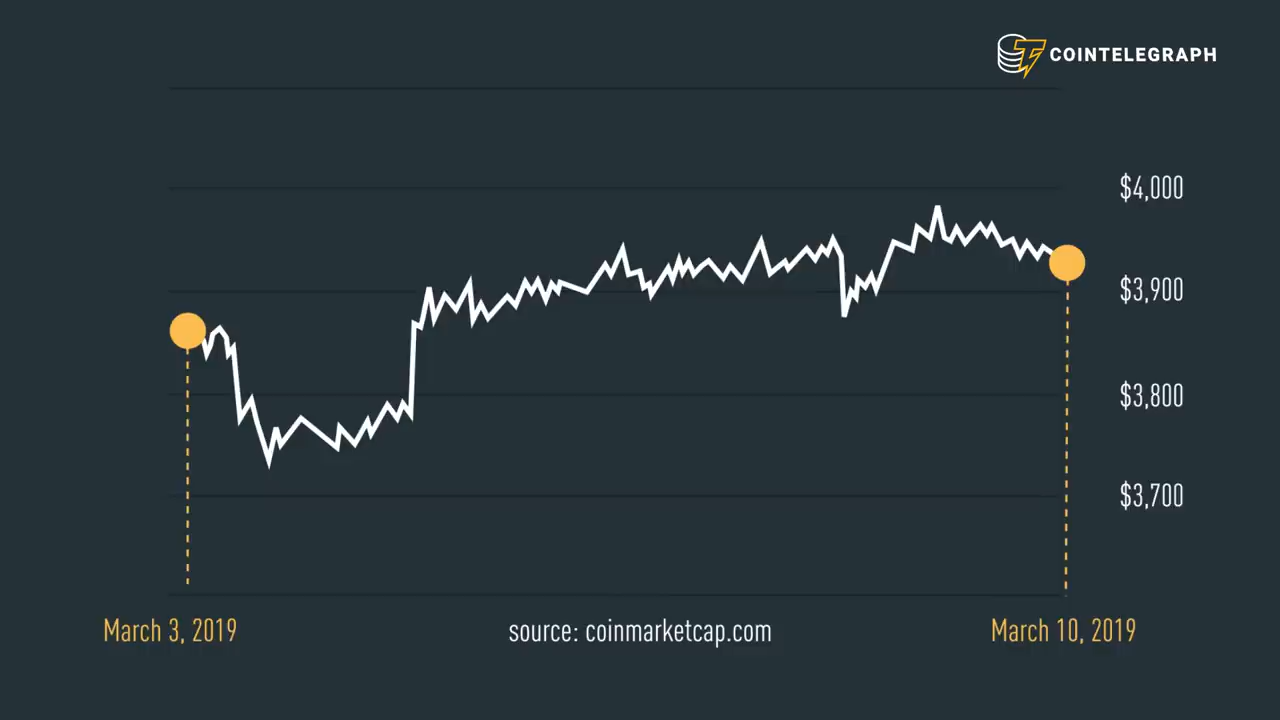 COINTELEGRAPH
$4,000
$3,900
$3,800
$3,700
March 3, 2019
source: coinmarketcap.com
March 10, 2019